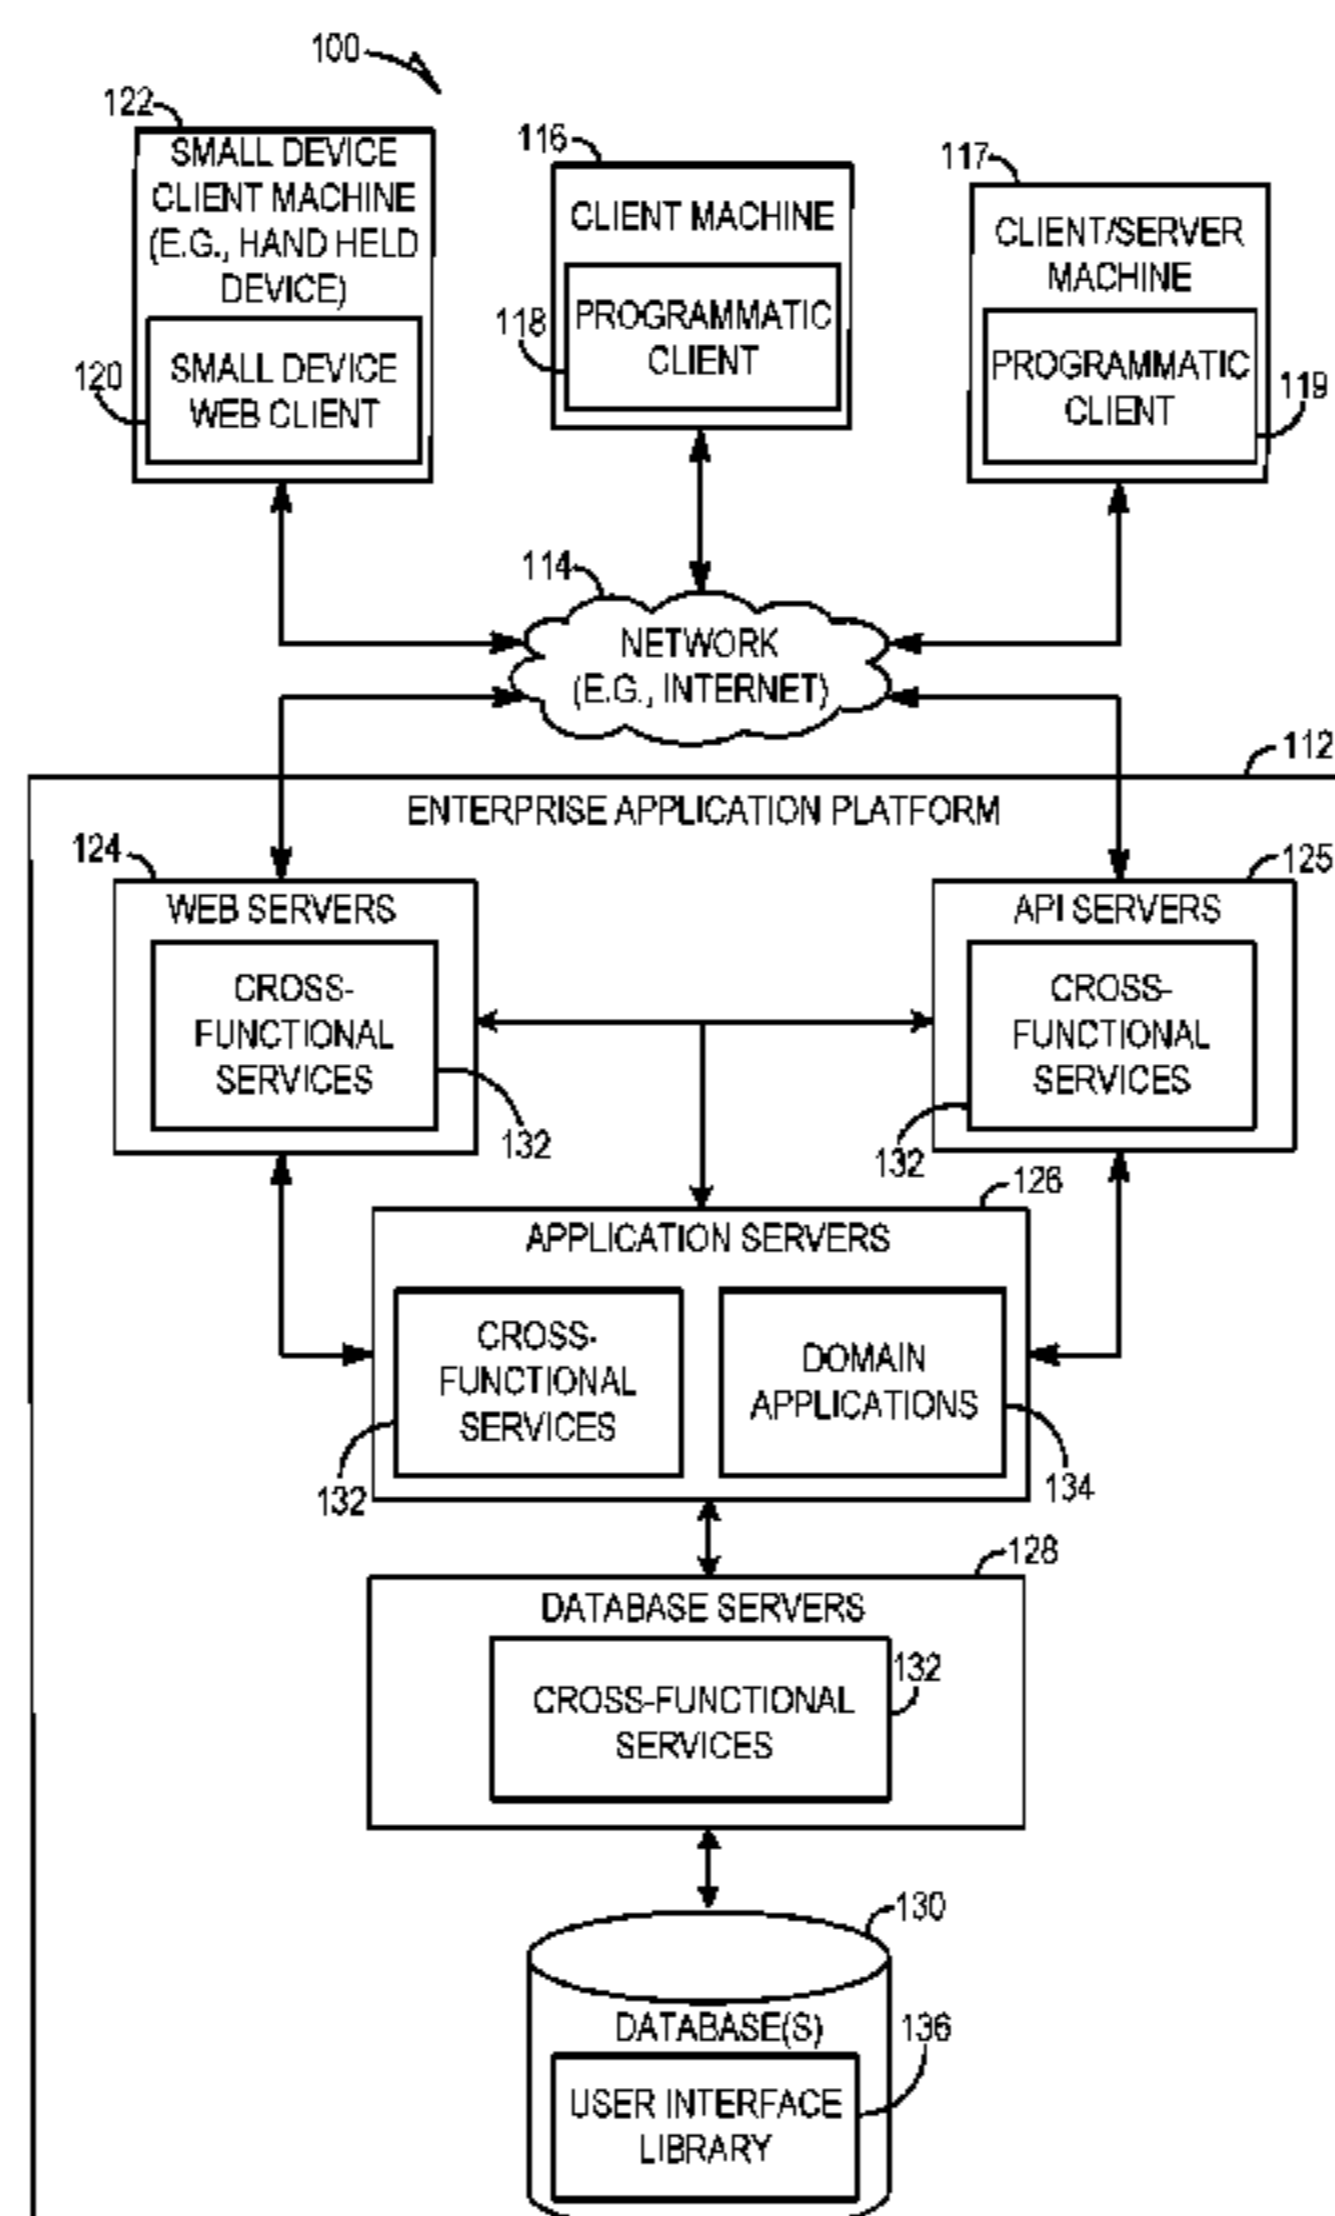 100
122
SMALL DEVICE
CLIENT MACHINE
(E.G., HAND HELD
DEVICE)
120
SMALL DEVICE
WEB CLIENT
116
CLIENT MACHINE
118
PROGRAMMATIC
CLIENT
117
CLIENT/SERVER
MACHINE
PROGRAMMATIC
CLIENT
119
114
NETWORK
(E.G., INTERNET)
112
ENTERPRISE APPLICATION PLATFORM
124
WEB SERVERS
CROSS-
FUNCTIONAL
SERVICES
132
125
API SERVERS
CROSS-
FUNCTIONAL
SERVICES
132
126
APPLICATION SERVERS
CROSS-
FUNCTIONAL
SERVICES
132
DOMAIN
APPLICATIONS
134
128
DATABASE SERVERS
CROSS-FUNCTIONAL
SERVICES
132
130
DATABASE(S)
136
USER INTERFACE
LIBRARY